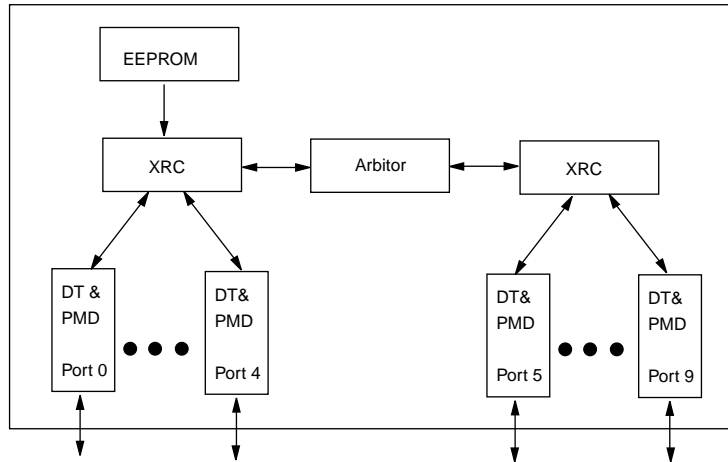 EEPROM
XRC
Arbitor
XRC
DT &
PMD
Port 0
DT&
PMD
Port 4
DT&
PMD
Port 5
DT&
PMD
Port 9